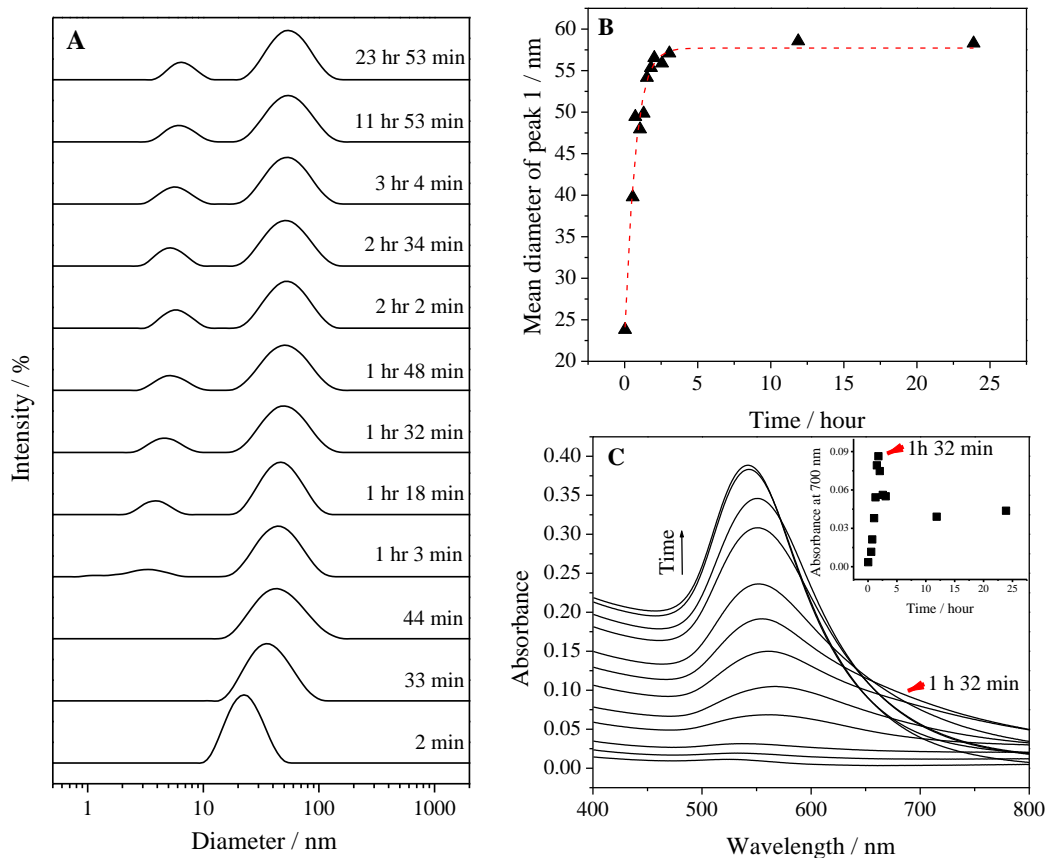 A
23 hr 53 min
11 hr 53 min
3 hr 4 min
2 hr 34 min
2 hr 2 min
1 hr 48 min
1 hr 32 min
1 hr 18 min
1 hr 3 min
44 min
33 min
2 min
Intensity / %
1 10 100 1000
Diameter / nm
B
60
55
50
45
40
35
30
25
20
Mean diameter of peak 1 / nm
0 5 10 15 20 25
Time / hour
C
0.40
0.35
0.30
0.25
0.20
0.15
0.10
0.05
0.00
Absorbance
Time
1 h 32 min
400 500 600 700 800
Wavelength / nm
1h 32 min
0.09
0.06
0.03
0.00
Absorbance at 700 nm
0 5 10 15 20 25
Time / hour